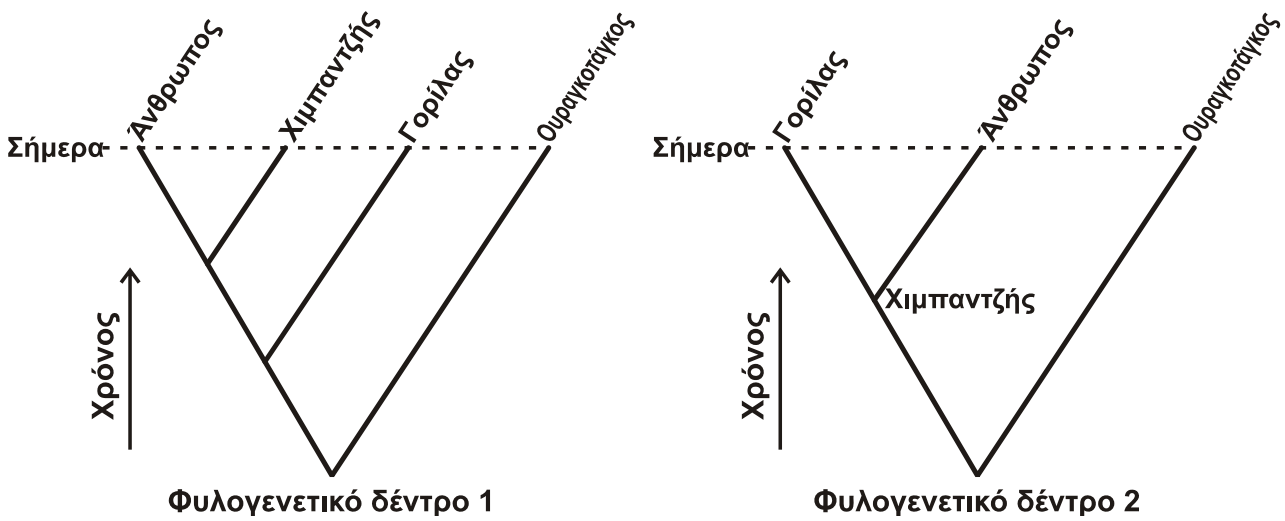 Άνθρωπος
Χιμπαντζής
Γορίλας
Ουραγκοτάγκος
Σήμερα
Χρόνος
Φυλογενετικό δέντρο 1
Γορίλας
Άνθρωπος
Ουραγκοτάγκος
Σήμερα
Χιμπαντζής
Χρόνος
Φυλογενετικό δέντρο 2